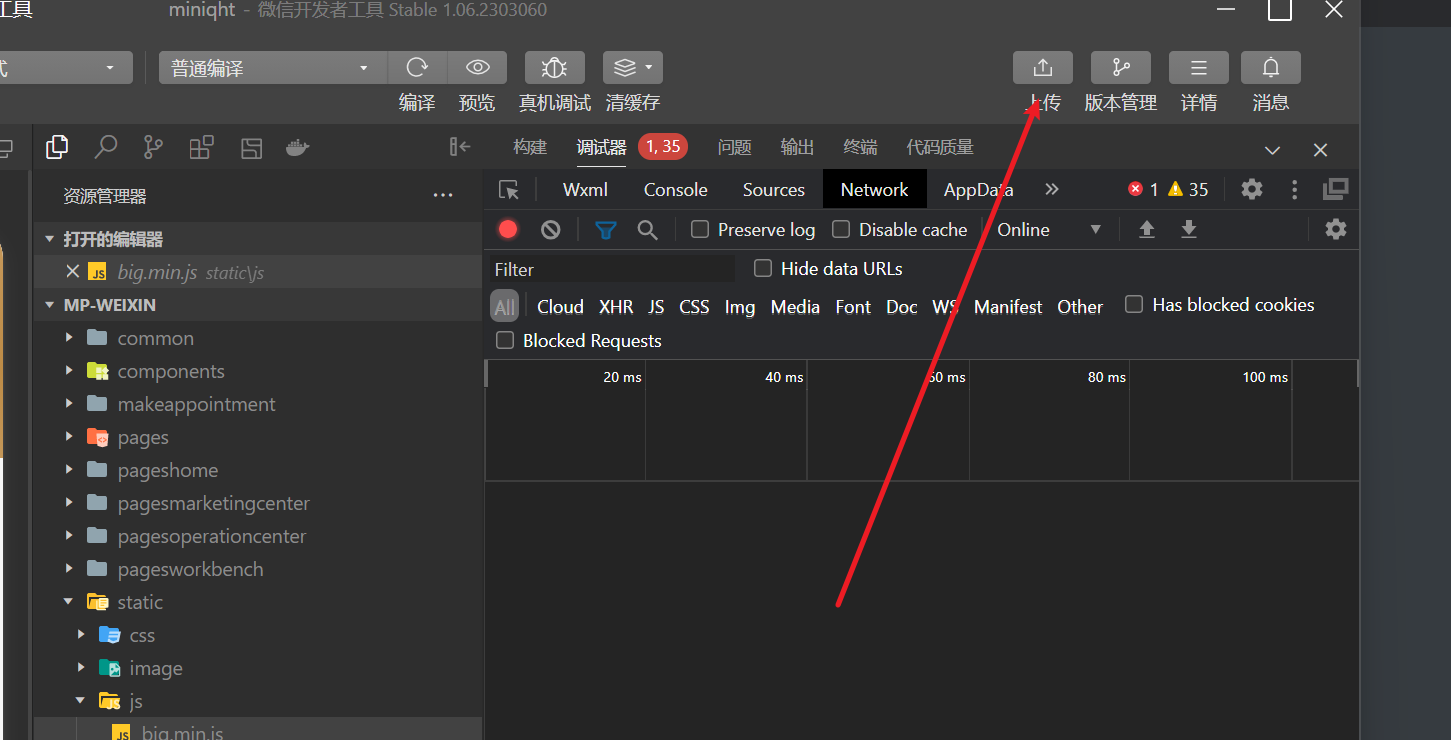 工具
miniqht - 微信开发者工具 Stable 1.06.2303060
式 普通编译
编译 预览 真机调试 清缓存 上传 版本管理 详情 消息
构建 调试器 1, 35 问题 输出 终端 代码质量
资源管理器 ...
Wxml Console Sources Network AppData » 1 35
打开的编辑器
Preserve log Disable cache Online
JS big.min.js static\js
Filter Hide data URLs
MP-WEIXIN
All Cloud XHR JS CSS Img Media Font Doc WS Manifest Other Has blocked cookies
common
Blocked Requests
components
20 ms 40 ms 60 ms 80 ms 100 ms
makeappointment
pages
pageshome
pagesmarketingcenter
pagesoperationcenter
pagesworkbench
static
css
image
js
JS big.min.js